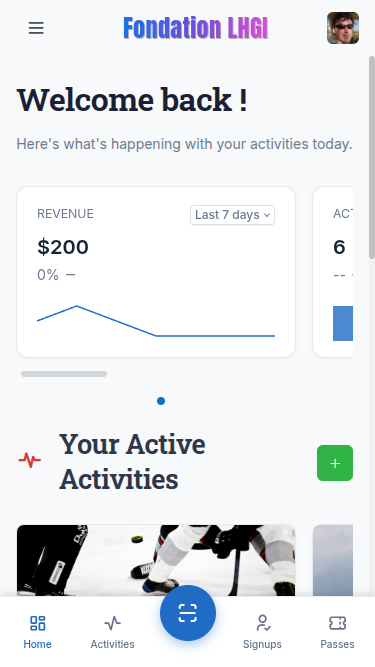 Fondation LHGI
Welcome back !
Here's what's happening with your activities today.
REVENUE
Last 7 days
$200
0% –
ACT
6
-- 
Your Active
Activities
+
Home
Activities
Signups
Passes